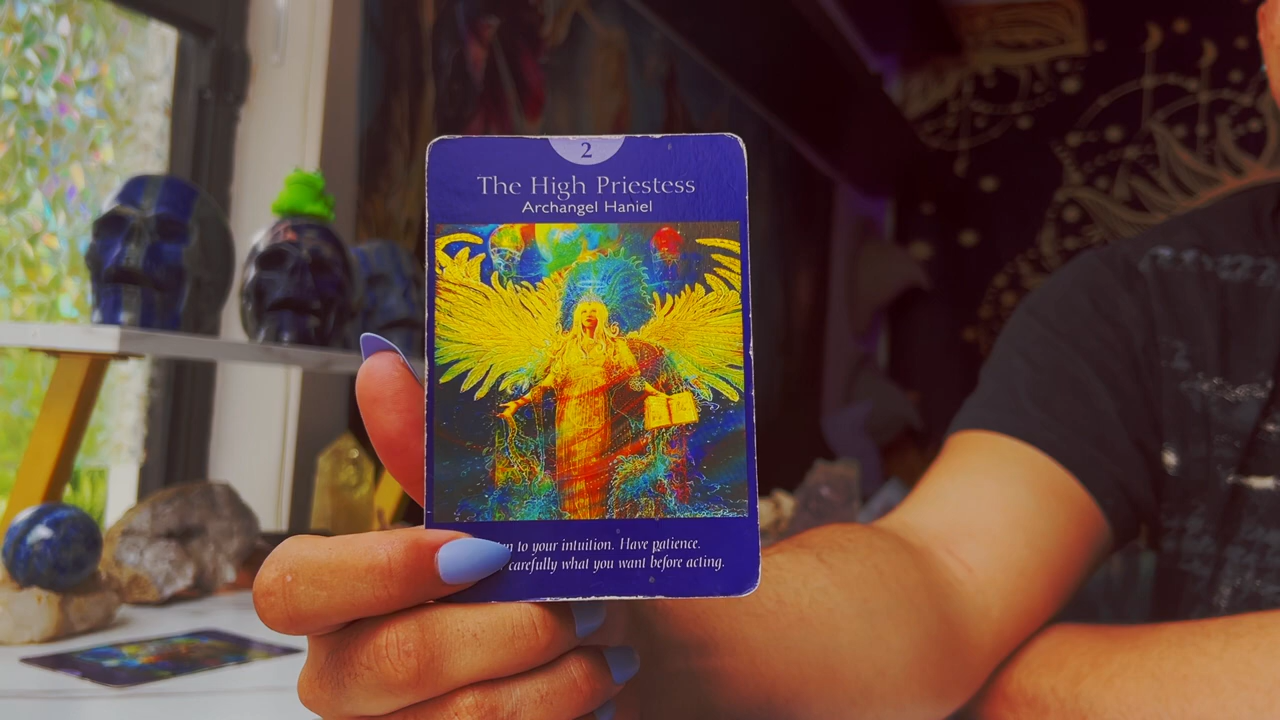 2
The High Priestess
Archangel Haniel
to your intuition. Have patience.
carefully what you want before acting.